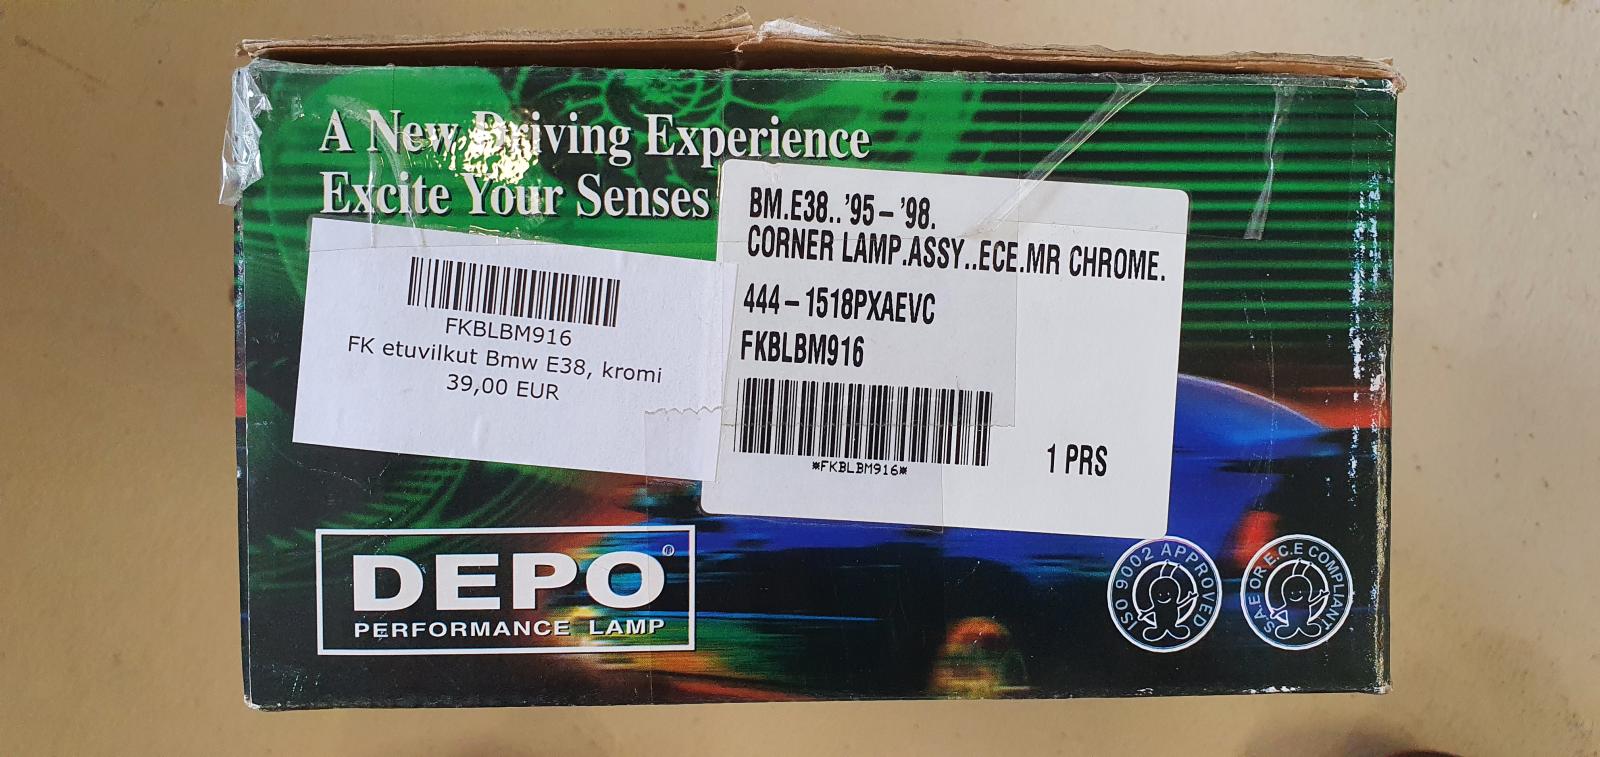 A New Driving Experience
Excite Your Senses
BM.E38..'95-'98.
CORNER LAMP.ASSY..ECE.MR CHROME.
444-1518PXAEVC
FKBLBM916
*FKBLBM916*
1 PRS
FKBLBM916
FK etuvilkut Bmw E38, kromi
39,00 EUR
DEPO®
PERFORMANCE LAMP
ISO 9002 APPROVED
SAE OR E.C.E COMPLIANT